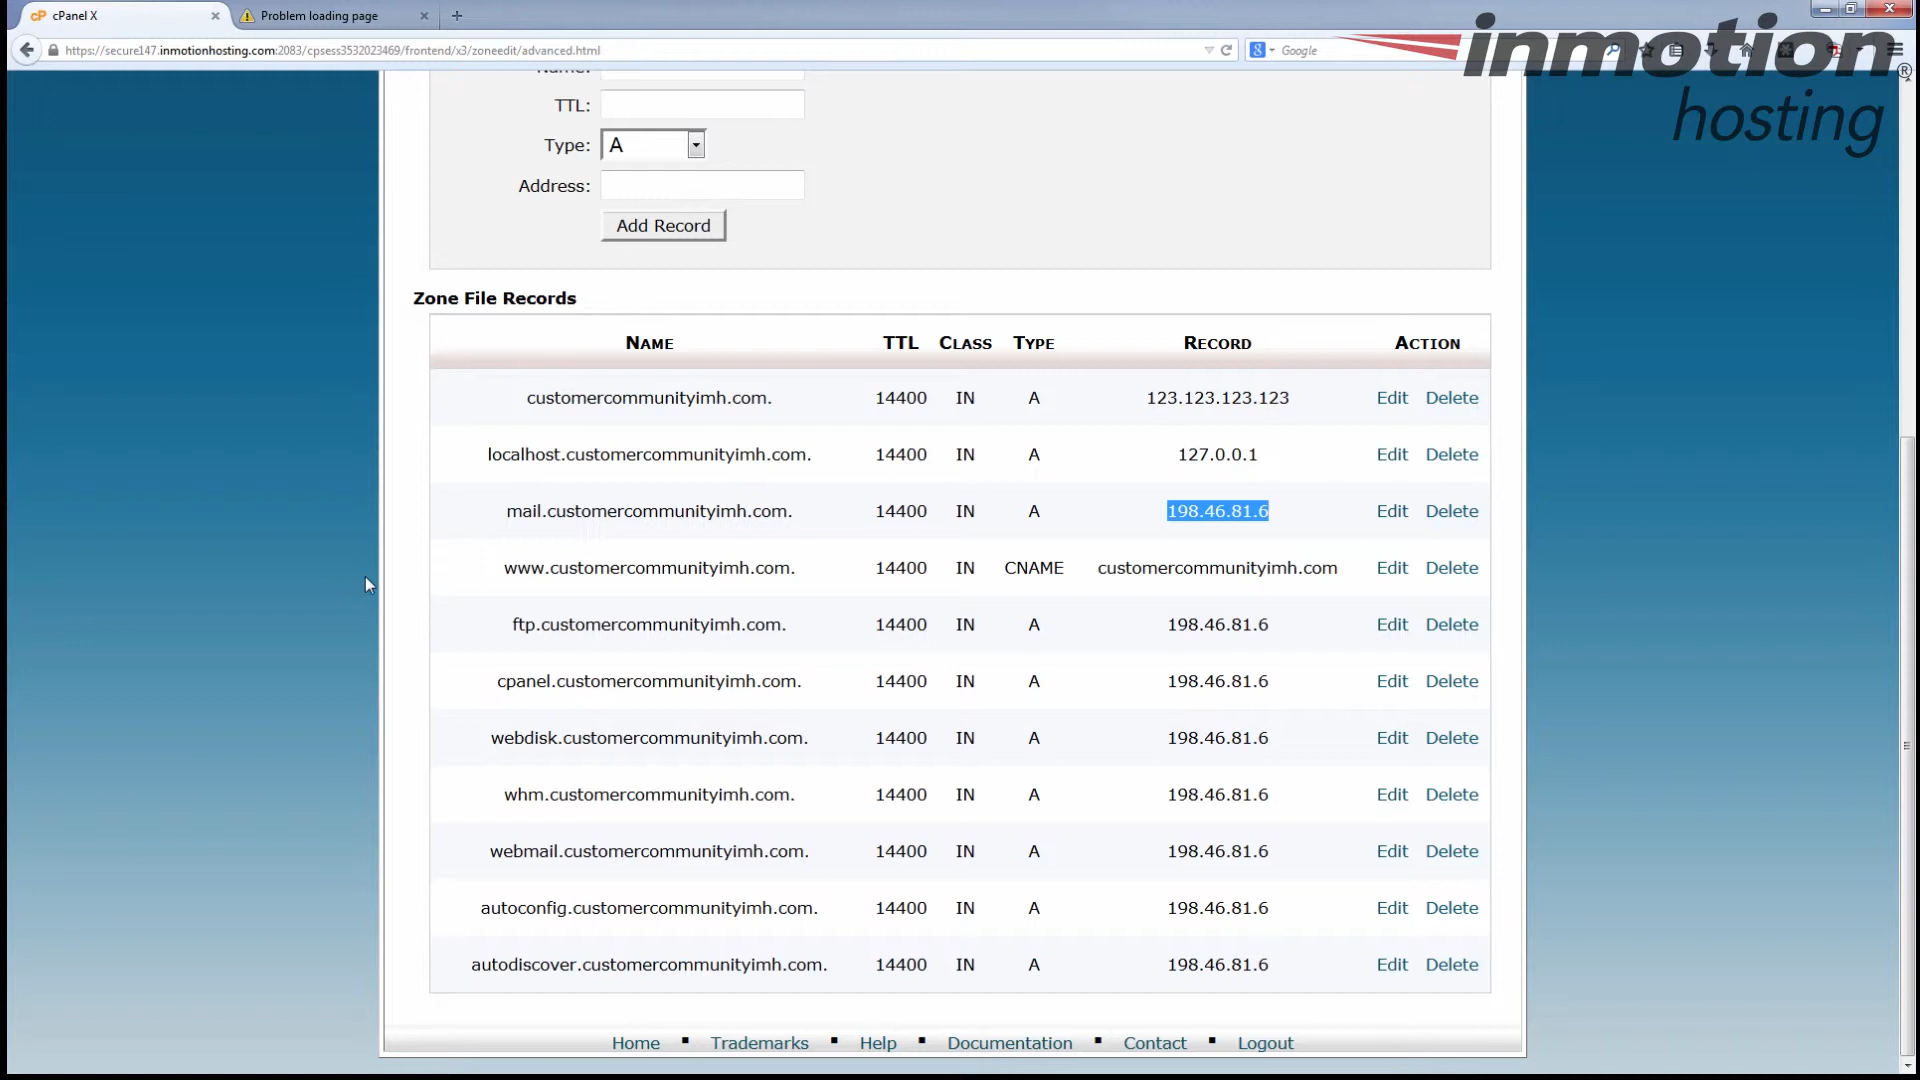 cPanel X
Problem loading page
https://secure147.inmotionhosting.com:2083/cpsess3532023469/frontend/x3/zoneedit/advanced.html
Google
inmotion®
hosting
Name:
TTL:
Type: A
Address:
Add Record
Zone File Records
NAME TTL CLASS TYPE RECORD ACTION
customercommunityimh.com. 14400 IN A 123.123.123.123 Edit Delete
localhost.customercommunityimh.com. 14400 IN A 127.0.0.1 Edit Delete
mail.customercommunityimh.com. 14400 IN A 198.46.81.6 Edit Delete
www.customercommunityimh.com. 14400 IN CNAME customercommunityimh.com Edit Delete
ftp.customercommunityimh.com. 14400 IN A 198.46.81.6 Edit Delete
cpanel.customercommunityimh.com. 14400 IN A 198.46.81.6 Edit Delete
webdisk.customercommunityimh.com. 14400 IN A 198.46.81.6 Edit Delete
whm.customercommunityimh.com. 14400 IN A 198.46.81.6 Edit Delete
webmail.customercommunityimh.com. 14400 IN A 198.46.81.6 Edit Delete
autoconfig.customercommunityimh.com. 14400 IN A 198.46.81.6 Edit Delete
autodiscover.customercommunityimh.com. 14400 IN A 198.46.81.6 Edit Delete
Home ▪ Trademarks ▪ Help ▪ Documentation ▪ Contact ▪ Logout